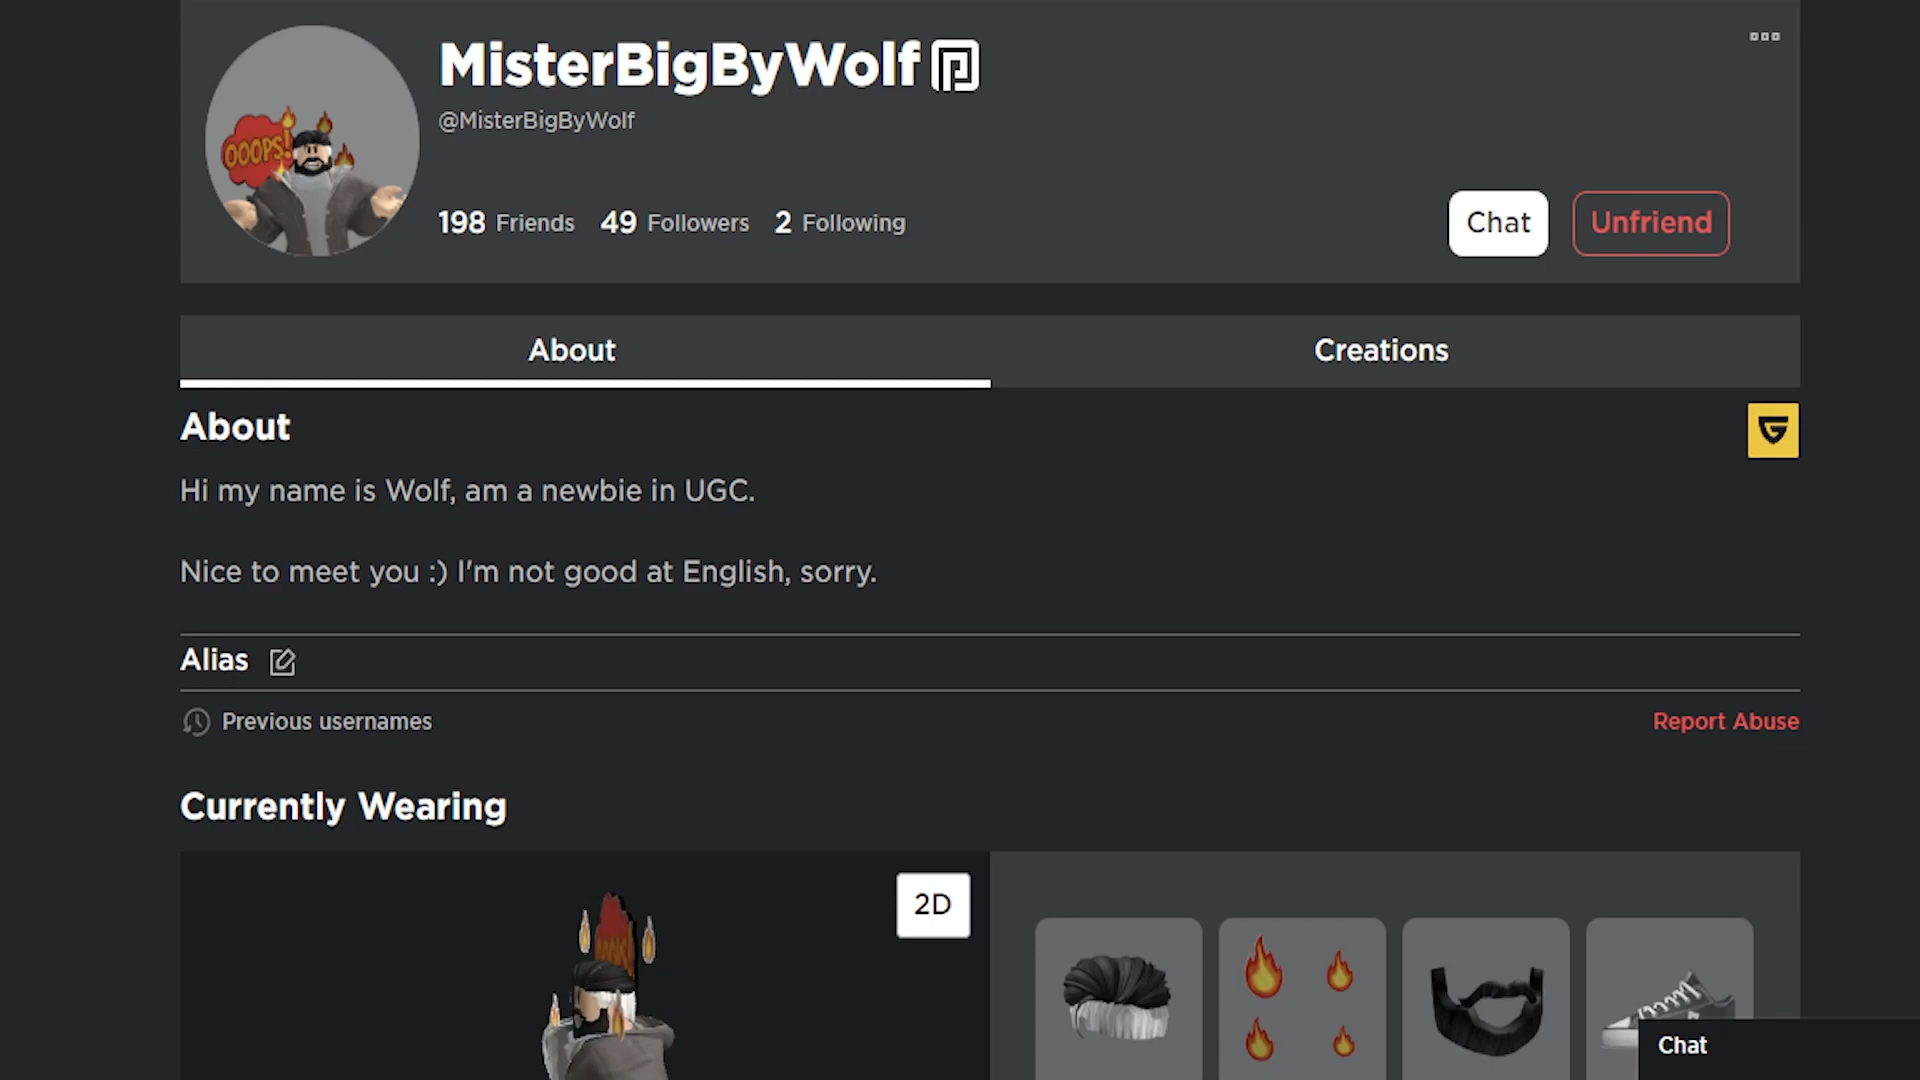 MisterBigByWolf
@MisterBigByWolf
OOOPS!
198 Friends 49 Followers 2 Following
Chat
Unfriend
About
Creations
About
Hi my name is Wolf, am a newbie in UGC.
Nice to meet you :) I'm not good at English, sorry.
Alias
Previous usernames
Report Abuse
Currently Wearing
2D
Chat